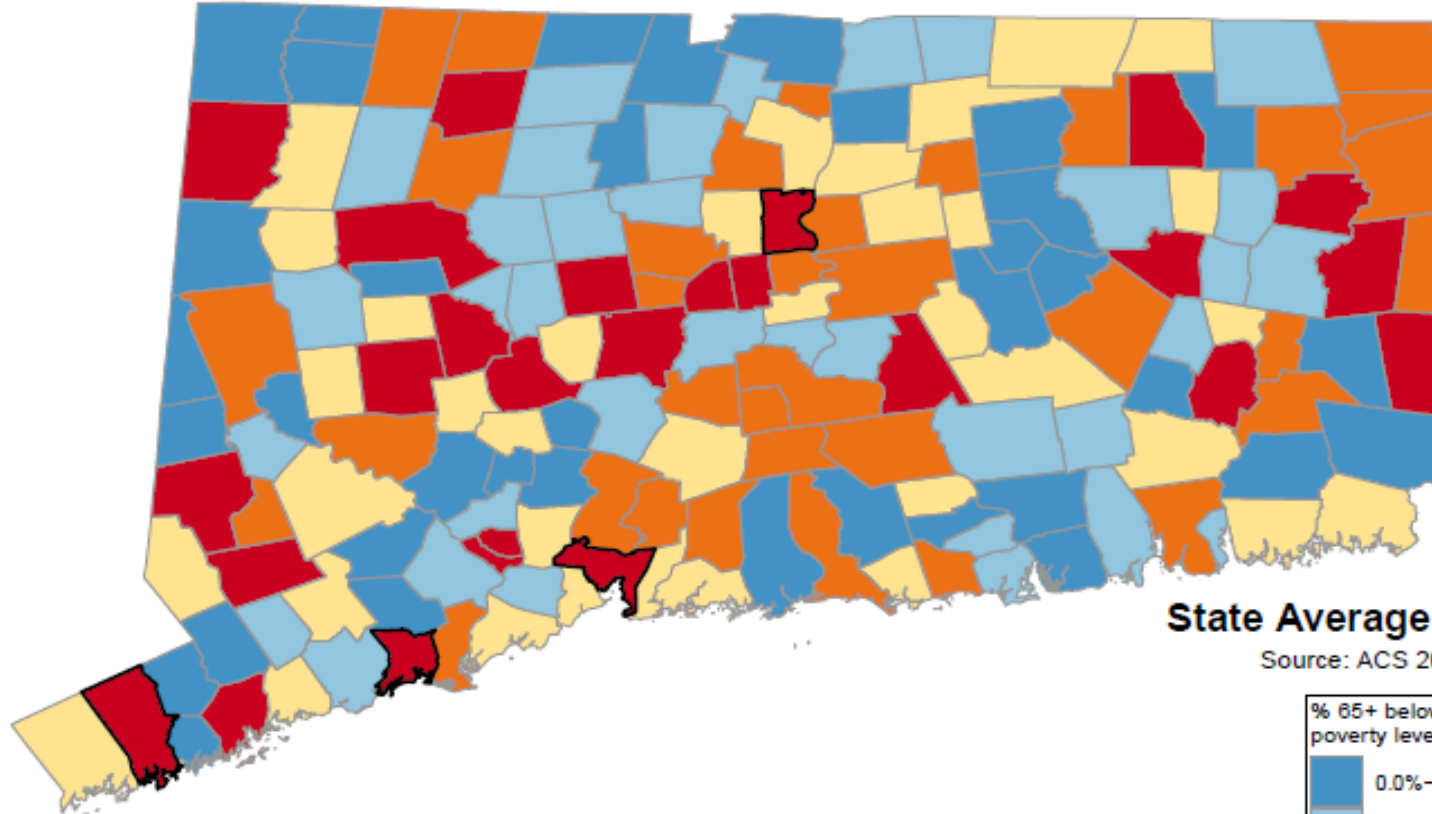 State Average
Source: ACS 2
% 65+ below
poverty leve
0.0%-